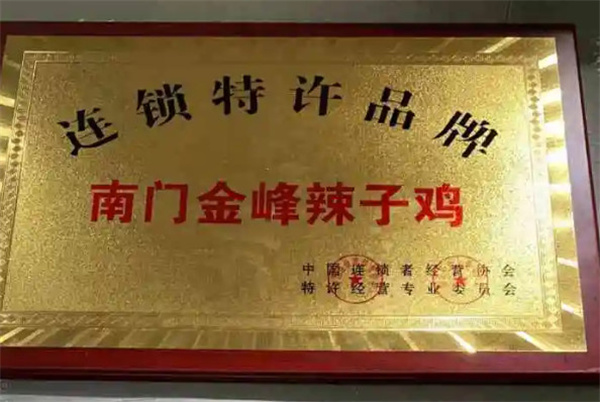 连锁特许品牌
南门金峰辣子鸡
中国连锁者经营协会
特许经营专业委员会